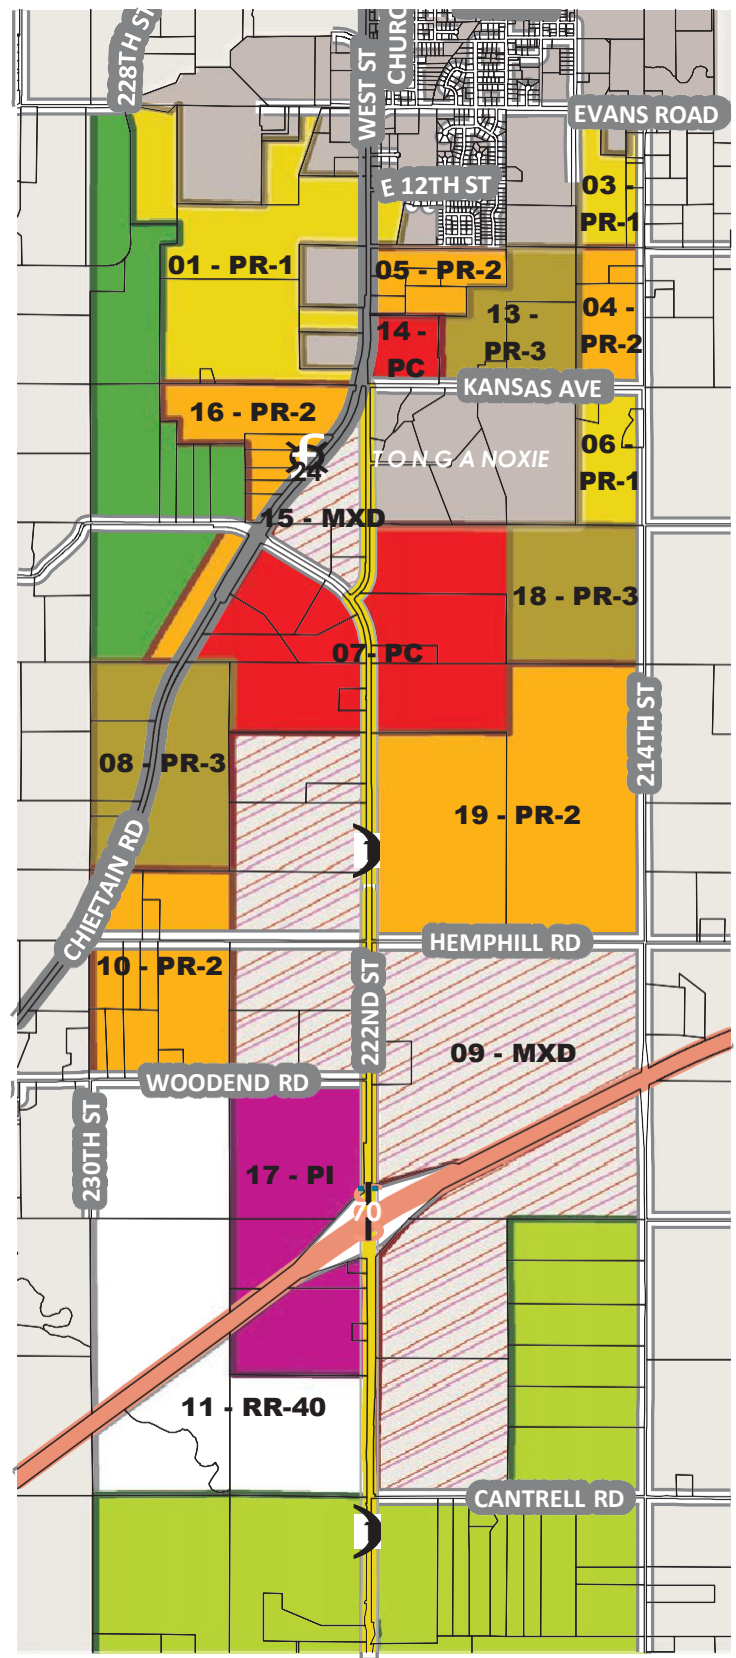 228TH ST
WEST ST
EVANS ROAD
E 12TH ST
03 -
PR-1
01 - PR-1
05 - PR-2
04 -
PR-2
13 -
PR-3
14 -
PC
KANSAS AVE
16 - PR-2
06 -
PR-1
TONGANOXIE
24
15 - MXD
18 - PR-3
07- PC
214TH ST
08 - PR-3
19 - PR-2
CHIEFTAIN RD
HEMPHILL RD
10 - PR-2
222ND ST
09 - MXD
WOODEND RD
230TH ST
17 - PI
70
11 - RR-40
CANTRELL RD